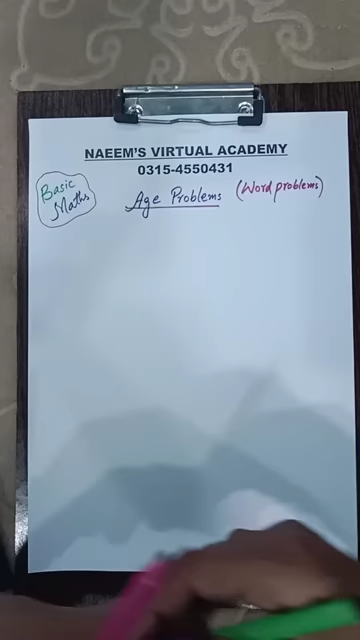 NAEEM'S VIRTUAL ACADEMY
0315-4550431
Basic
Maths
Age Problems (Word problems)